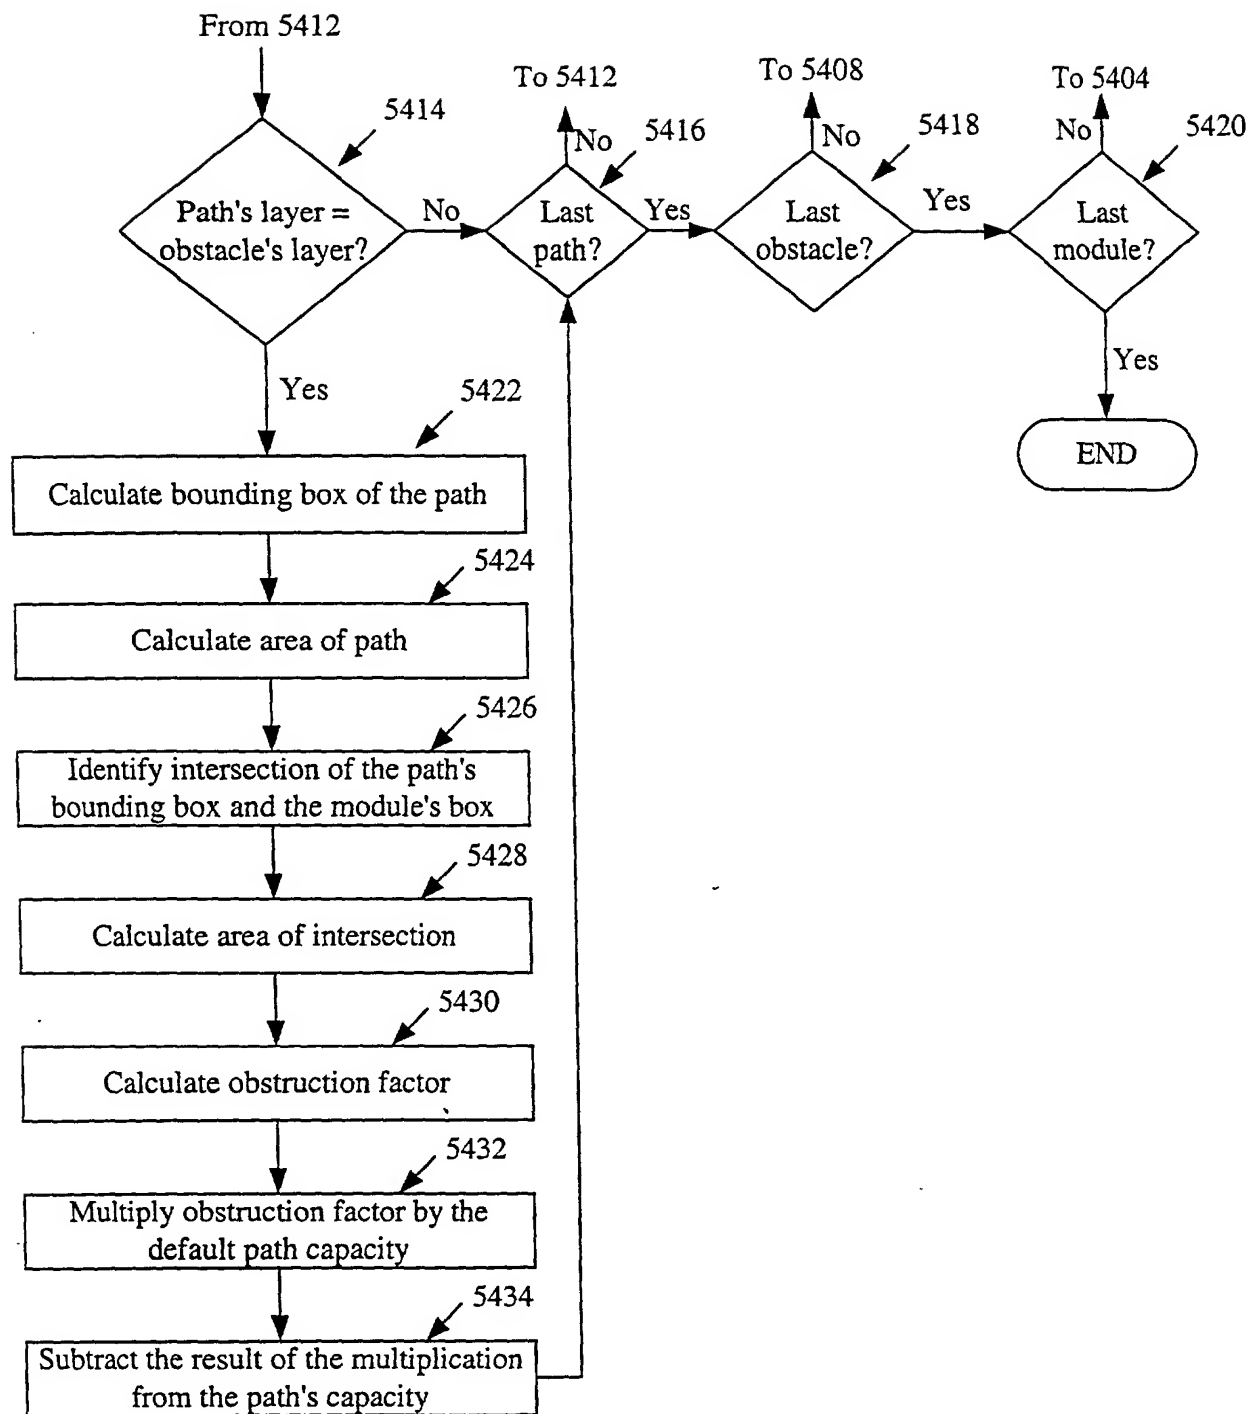 From 5412
To 5412
To 5408
To 5404
5414
5416
5418
5420
No
No
No
Path's layer =
obstacle's layer?
No
Last
path?
Yes
Last
obstacle?
Yes
Last
module?
Yes
Yes
END
5422
Calculate bounding box of the path
5424
Calculate area of path
5426
Identify intersection of the path's
bounding box and the module's box
5428
Calculate area of intersection
5430
Calculate obstruction factor
5432
Multiply obstruction factor by the
default path capacity
5434
Subtract the result of the multiplication
from the path's capacity